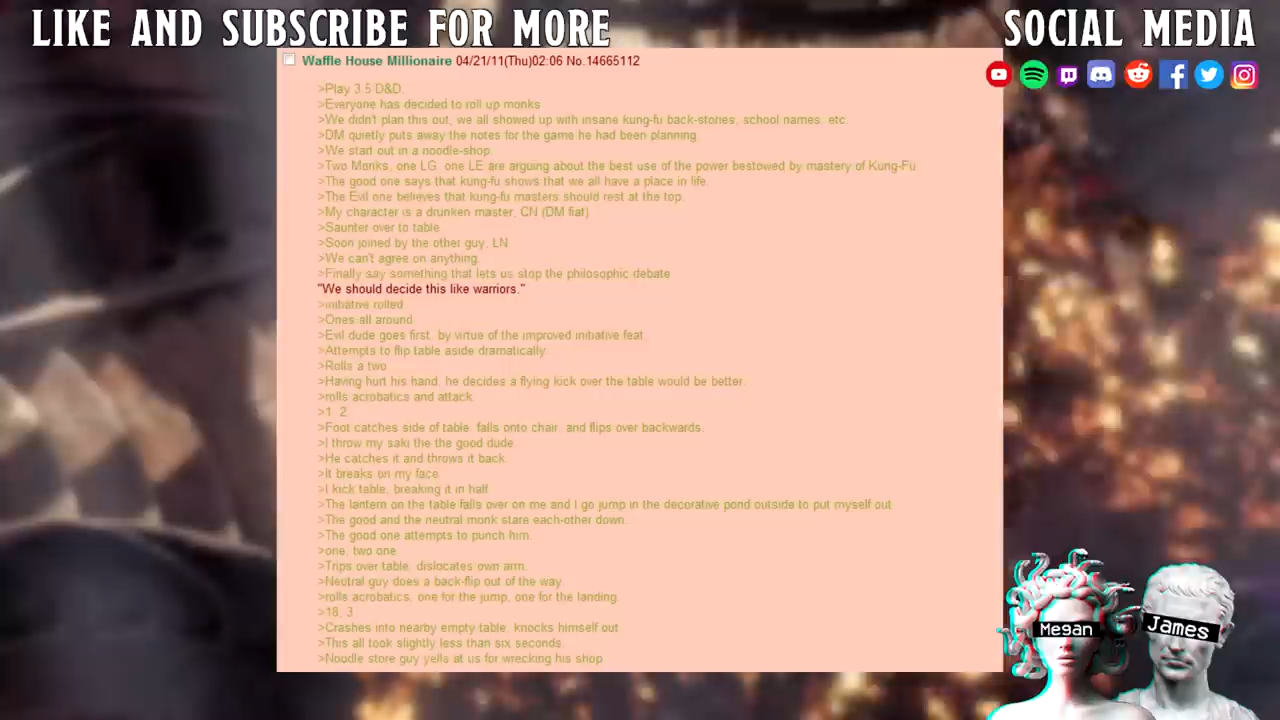 LIKE AND SUBSCRIBE FOR MORE
SOCIAL MEDIA
Waffle House Millionaire 04/21/11(Thu)02:06 No.14665112
>Play 3.5 D&D.
>Everyone has decided to roll up monks
>We didn't plan this out, we all showed up with insane kung-fu back-stories, school names, etc.
>DM quietly puts away the notes for the game he had been planning.
>We start out in a noodle-shop.
>Two Monks, one LG, one LE are arguing about the best use of the power bestowed by mastery of Kung-Fu
>The good one says that kung-fu shows that we all have a place in life.
>The Evil one believes that kung-fu masters should rest at the top.
>My character is a drunken master, CN (DM fiat)
>Saunter over to table
>Soon joined by the other guy, LN
>We can't agree on anything.
>Finally say something that lets us stop the philosophic debate
"We should decide this like warriors."
>initiative rolled
>Ones all around
>Evil dude goes first, by virtue of the improved initiative feat
>Attempts to flip table aside dramatically
>Rolls a two
>Having hurt his hand, he decides a flying kick over the table would be better.
>rolls acrobatics and attack.
>1, 2
>Foot catches side of table, falls onto chair, and flips over backwards.
>I throw my saki the the good dude.
>He catches it and throws it back.
>It breaks on my face
>I kick table, breaking it in half
>The lantern on the table falls over on me and I go jump in the decorative pond outside to put myself out
>The good and the neutral monk stare each-other down.
>The good one attempts to punch him.
>one, two one
>Trips over table, dislocates own arm.
>Neutral guy does a back-flip out of the way.
>rolls acrobatics, one for the jump, one for the landing.
>18, 3
>Crashes into nearby empty table, knocks himself out
>This all took slightly less than six seconds.
>Noodle store guy yells at us for wrecking his shop
Megan
James